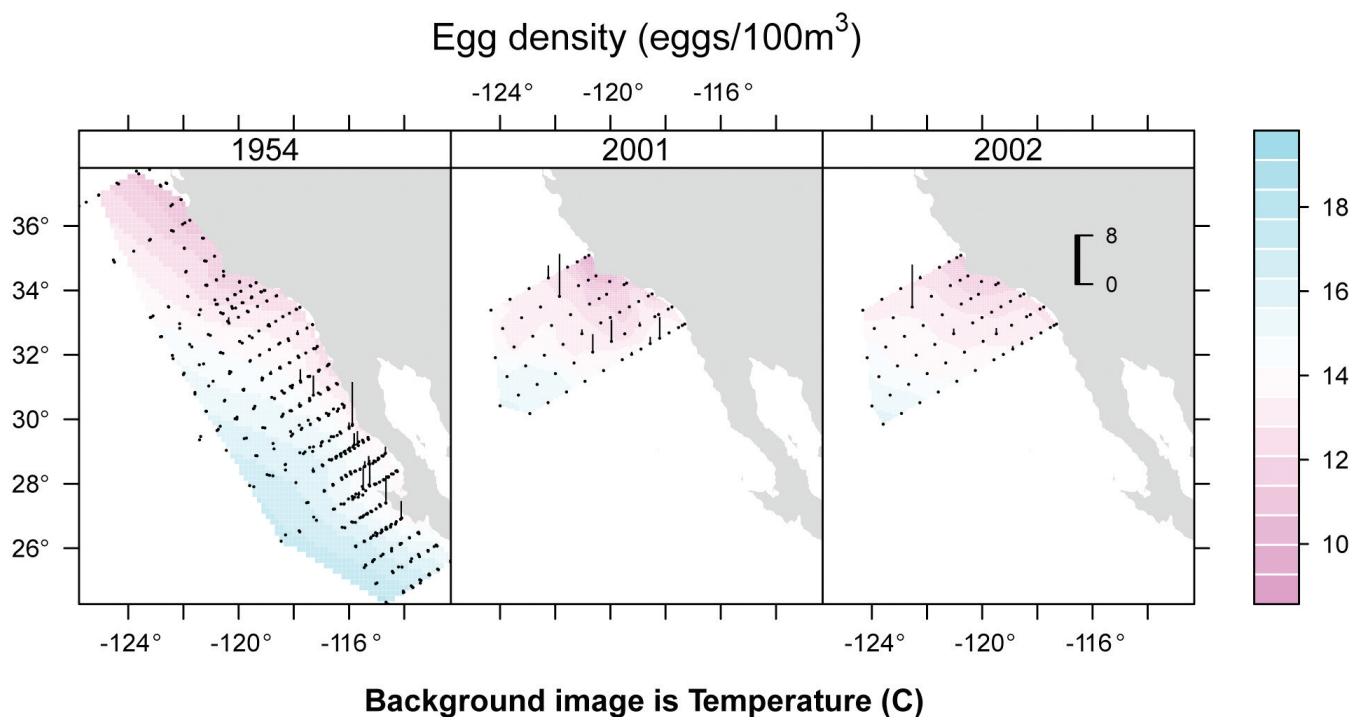 Egg density (eggs/100m³)
-124° -120° -116°
1954 2001 2002
36°
34°
32°
30°
28°
26°
8
0
18
16
14
12
10
-124° -120° -116° -124° -120° -116°
Background image is Temperature (C)